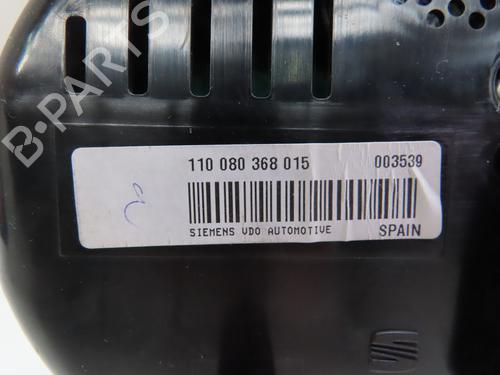 B-PARTS
110 080 368 015 003539
SIEMENS VDO AUTOMOTIVE SPAIN